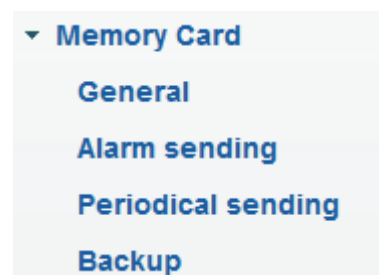 Memory Card
General
Alarm sending
Periodical sending
Backup